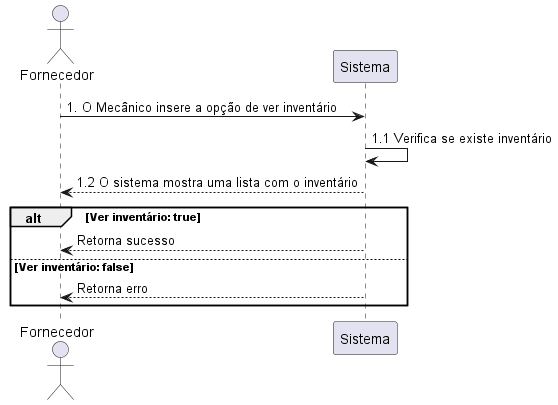 Fornecedor
Sistema
1. O Mecânico insere a opção de ver inventário
1.1 Verifica se existe inventário
1.2 O sistema mostra uma lista com o inventário
alt [Ver inventário: true]
Retorna sucesso
[Ver inventário: false]
Retorna erro
Fornecedor
Sistema